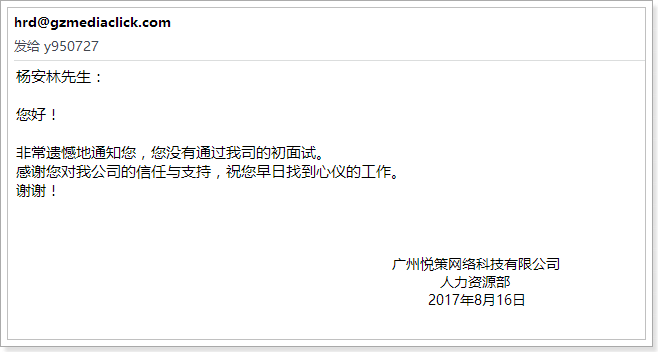 hrd@gzmediaclick.com
发给 y950727
杨安林先生：
您好！
非常遗憾地通知您，您没有通过我司的初面试。
感谢您对我公司的信任与支持，祝您早日找到心仪的工作。
谢谢！
广州悦策网络科技有限公司
人力资源部
2017年8月16日